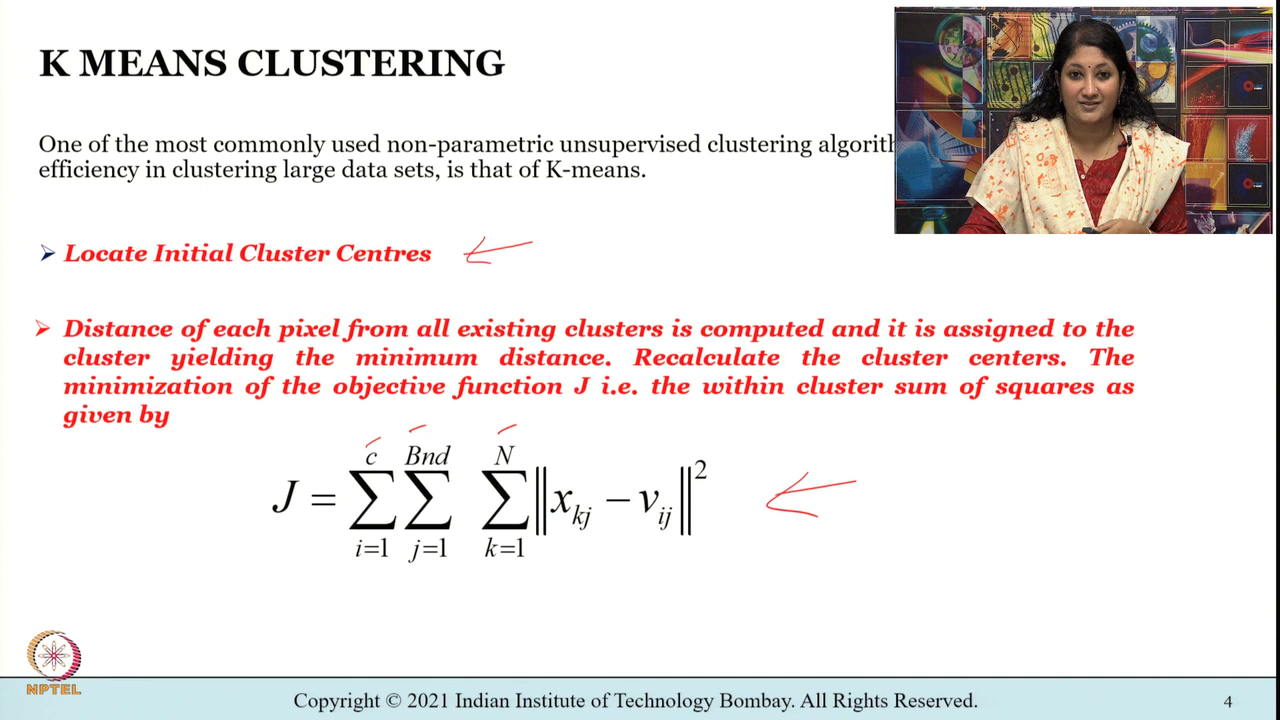 K MEANS CLUSTERING
One of the most commonly used non-parametric unsupervised clustering
efficiency in clustering large data sets, is that of K-means.
➢ Locate Initial Cluster Centres
➢ Distance of each pixel from all existing clusters is computed and it is assigned to the
cluster yielding the minimum distance. Recalculate the cluster centers. The
minimization of the objective function J i.e. the within cluster sum of squares as
given by
J = ∑_{i=1}^{c} ∑_{j=1}^{Bnd} ∑_{k=1}^{N} ‖x_{kj} − v_{ij}‖²
NPTEL
Copyright © 2021 Indian Institute of Technology Bombay. All Rights Reserved.
4